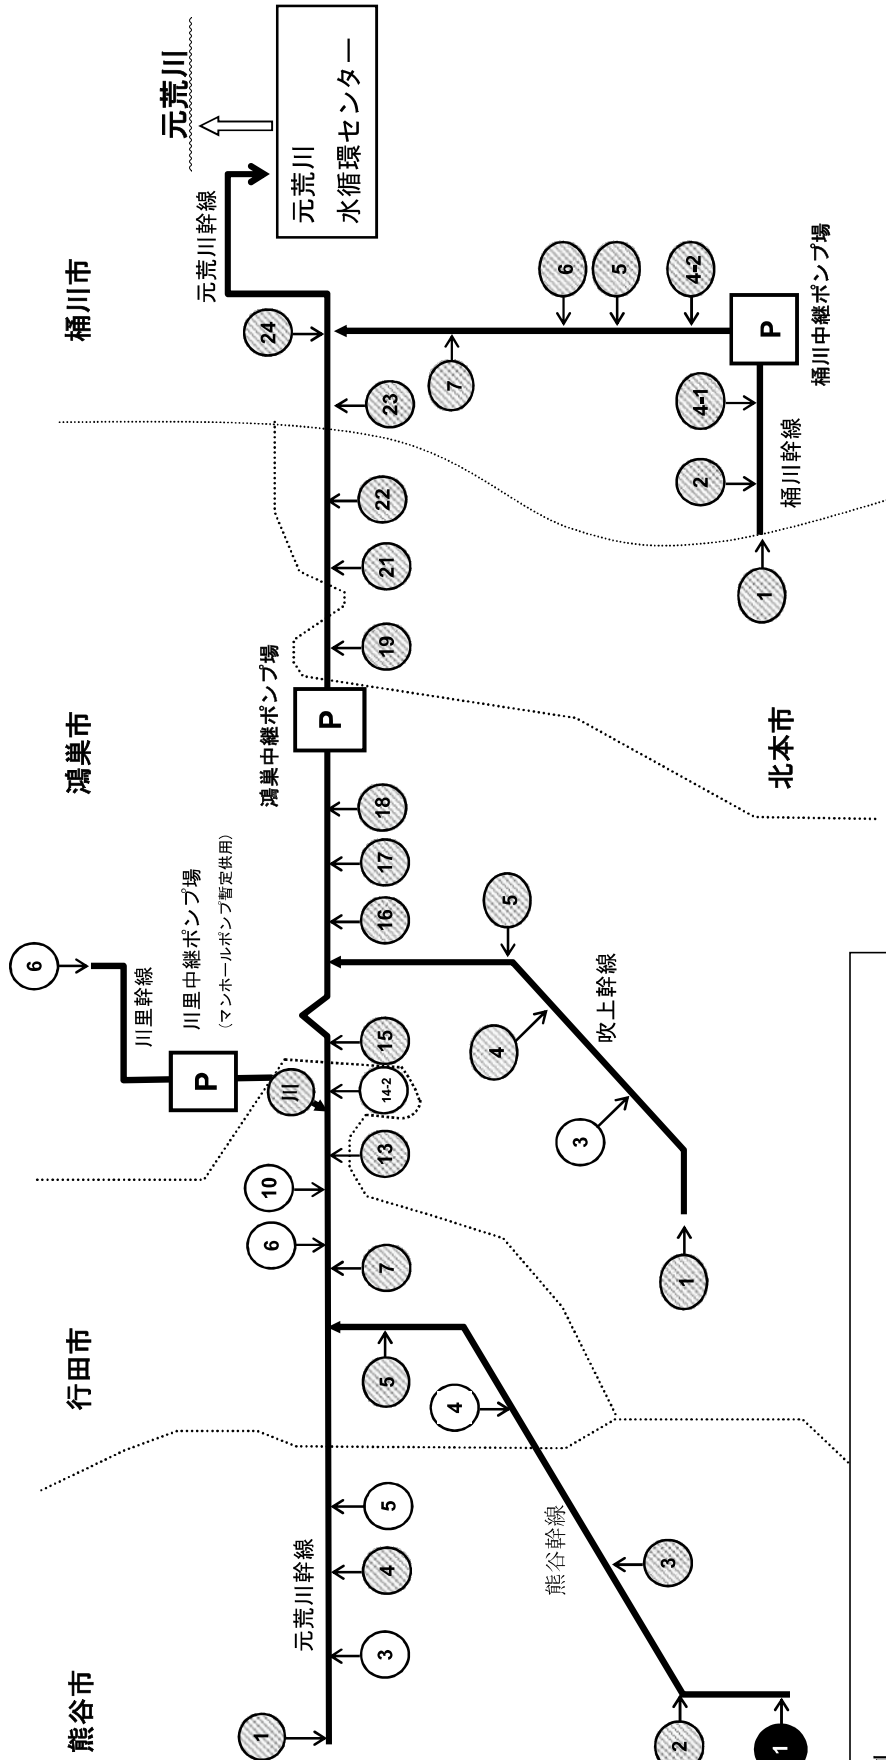 熊谷市
行田市
鴻巣市
桶川市
6
川里幹線
元荒川
川里中継ポンプ場
(マンホールポンプ暫定供用)
P
元荒川幹線
1
6
10
川
鴻巣中継ポンプ場
24
元荒川
水循環センター
元荒川幹線
P
3
4
5
7
13
14-2
15
16
17
18
19
21
22
23
5
4
7
熊谷幹線
4
5
6
3
吹上幹線
5
3
2
1
2
4-1
4-2
1
1
北本市
桶川幹線
P
桶川中継ポンプ場